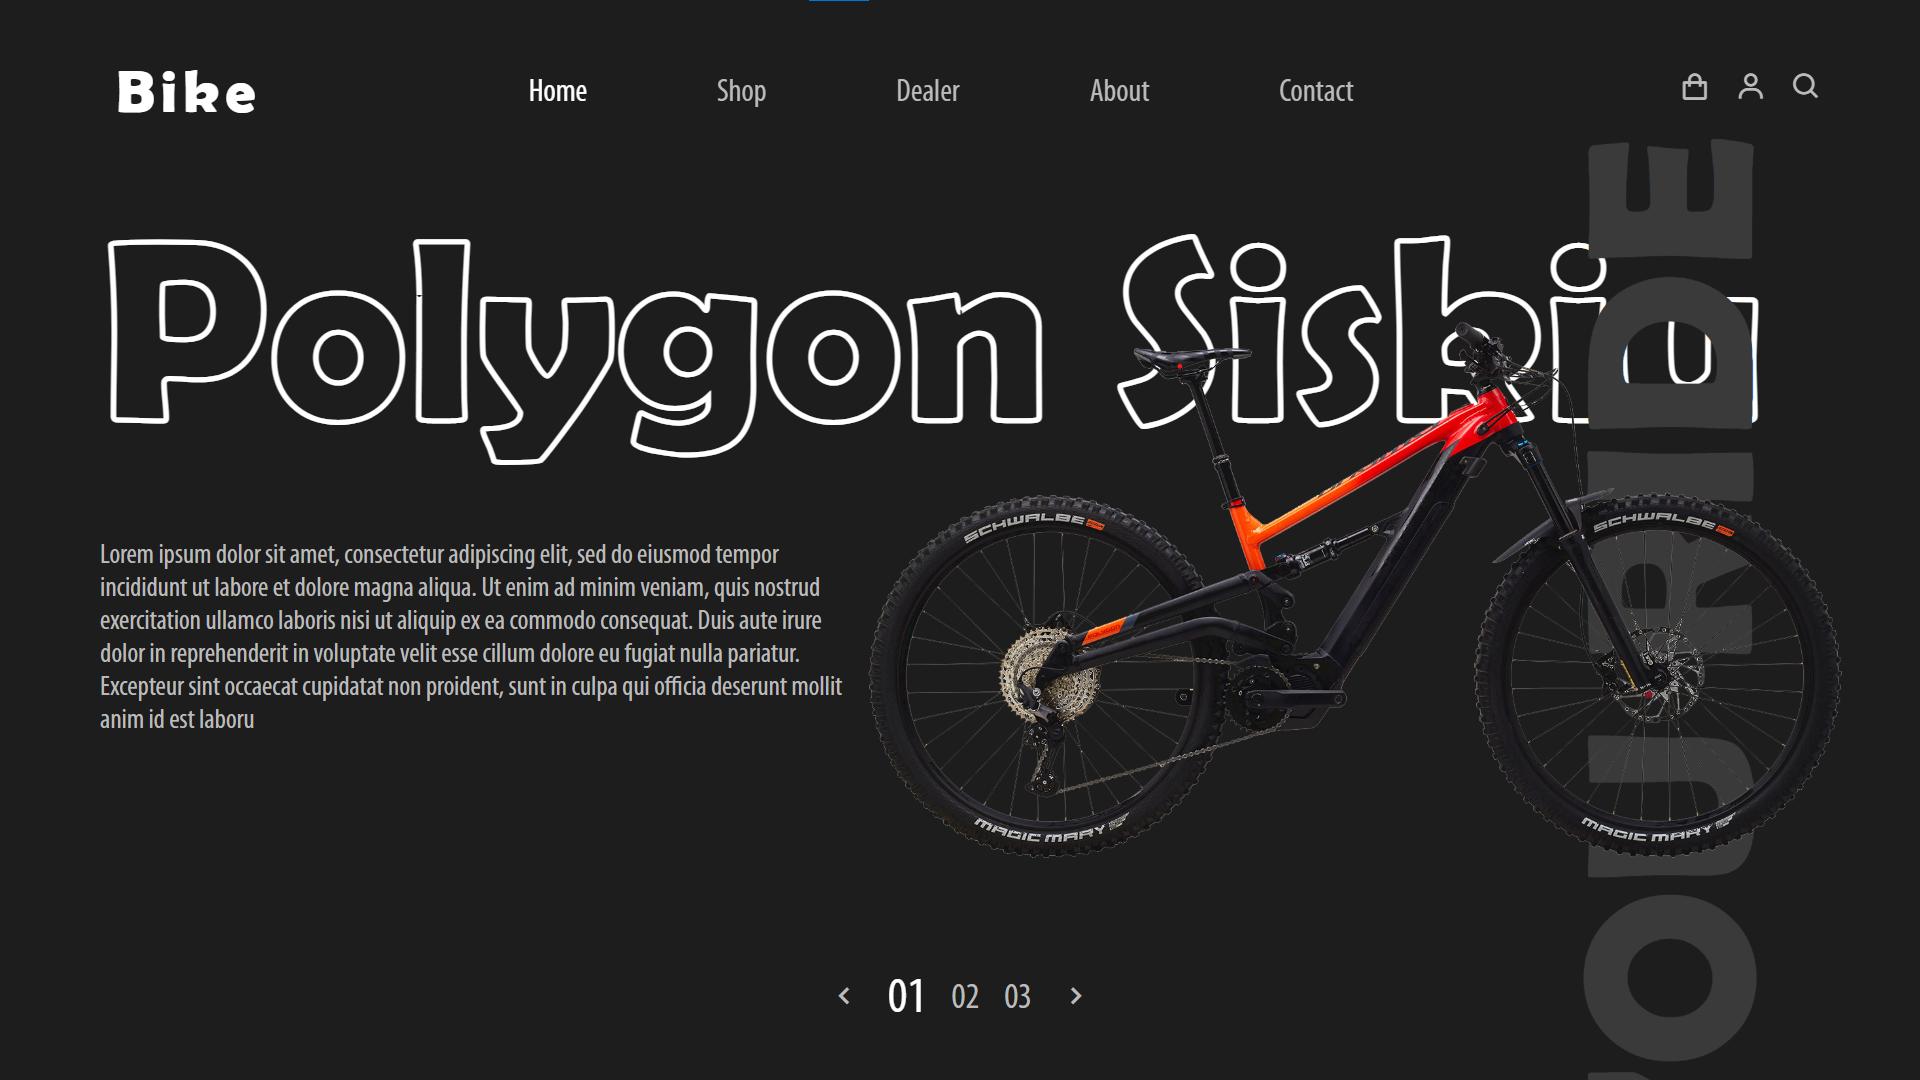 Bike
Home
Shop
Dealer
About
Contact
Polygon Siskiu
Lorem ipsum dolor sit amet, consectetur adipiscing elit, sed do eiusmod tempor
incididunt ut labore et dolore magna aliqua. Ut enim ad minim veniam, quis nostrud
exercitation ullamco laboris nisi ut aliquip ex ea commodo consequat. Duis aute irure
dolor in reprehenderit in voluptate velit esse cillum dolore eu fugiat nulla pariatur.
Excepteur sint occaecat cupidatat non proident, sunt in culpa qui officia deserunt mollit
anim id est laboru
SCHWALBE
MAGIC MARY
SCHWALBE
MAGIC MARY
OU RIDE
01
02
03